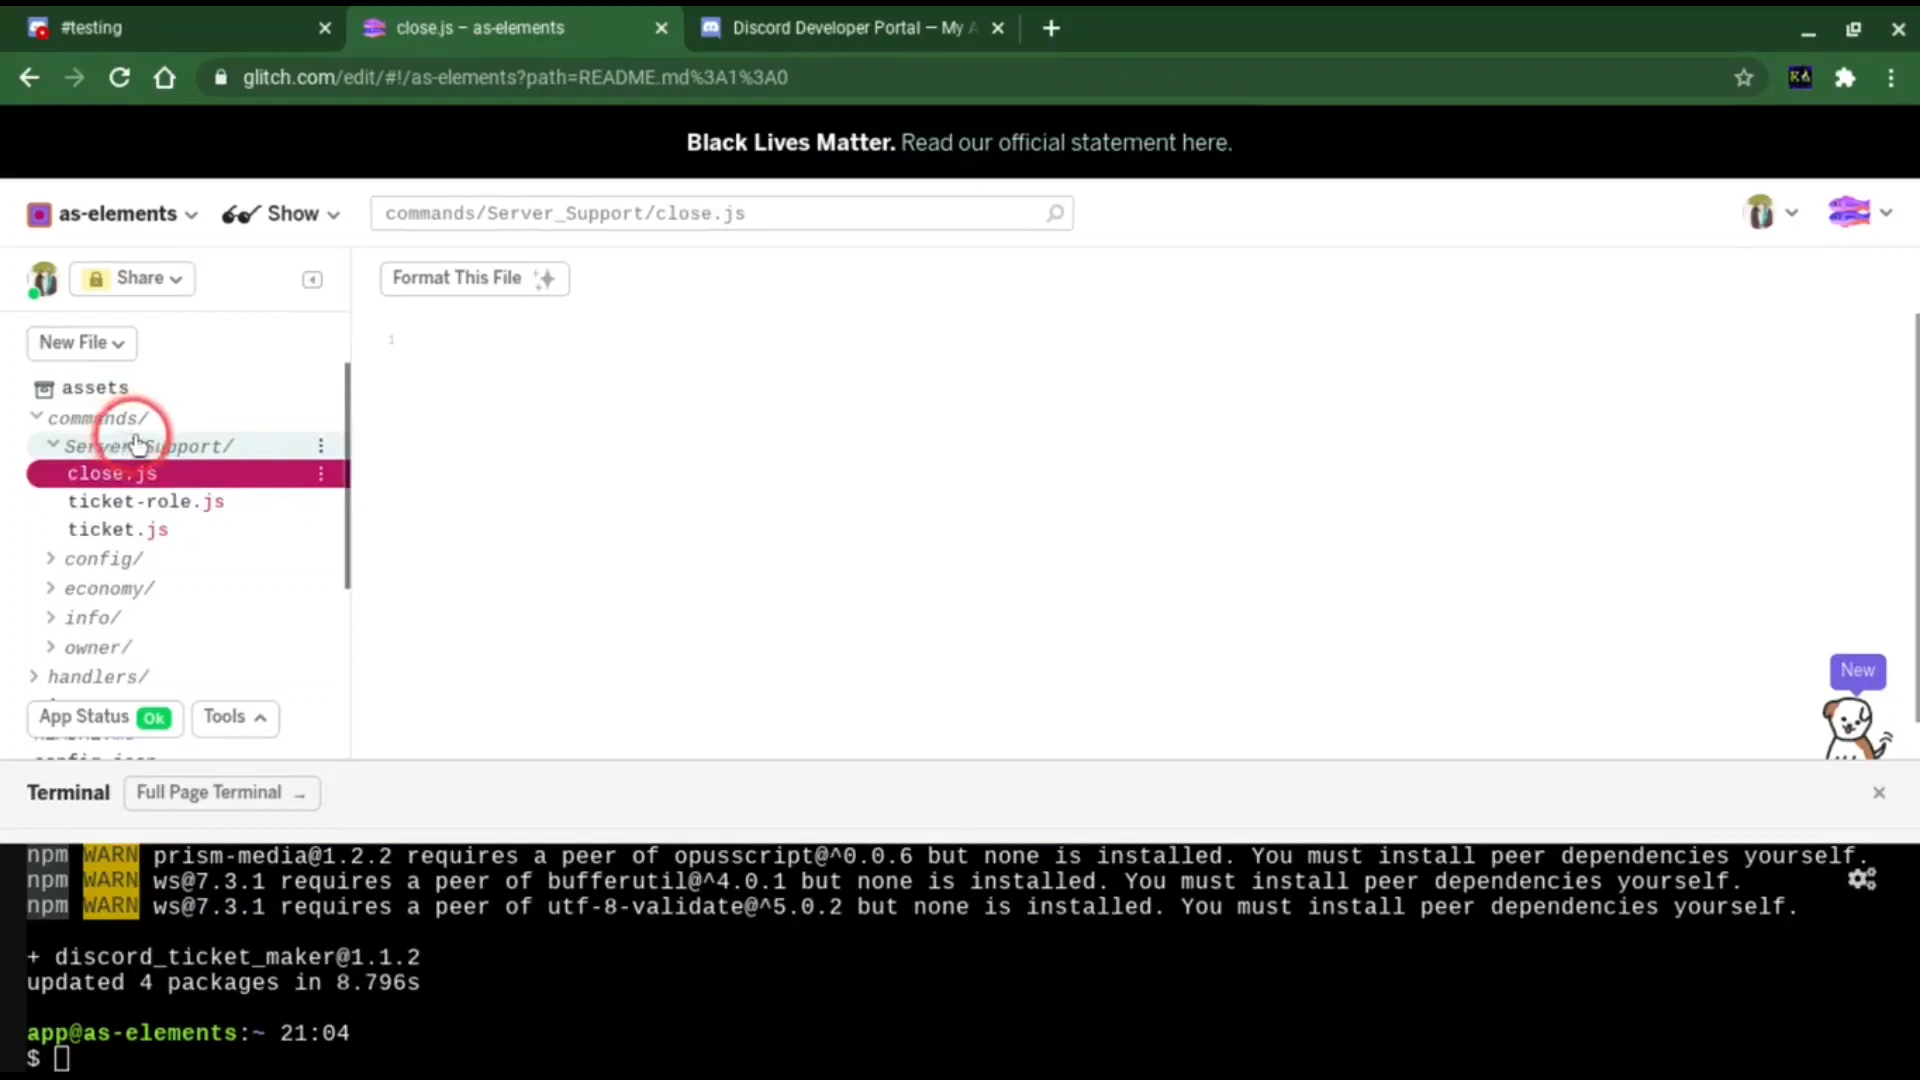 #testing
close.js – as-elements
Discord Developer Portal — My A
glitch.com/edit/#!/as-elements?path=README.md%3A1%3A0
Black Lives Matter. Read our official statement here.
as-elements
Show
commands/Server_Support/close.js
Share
Format This File
New File
1
assets
commands/
Server_Support/
close.js
ticket-role.js
ticket.js
config/
economy/
info/
owner/
handlers/
New
App Status Ok
Tools
Terminal
Full Page Terminal →
npm WARN prism-media@1.2.2 requires a peer of opusscript@^0.0.6 but none is installed. You must install peer dependencies yourself.
npm WARN ws@7.3.1 requires a peer of bufferutil@^4.0.1 but none is installed. You must install peer dependencies yourself.
npm WARN ws@7.3.1 requires a peer of utf-8-validate@^5.0.2 but none is installed. You must install peer dependencies yourself.
+ discord_ticket_maker@1.1.2
updated 4 packages in 8.796s
app@as-elements:~ 21:04
$